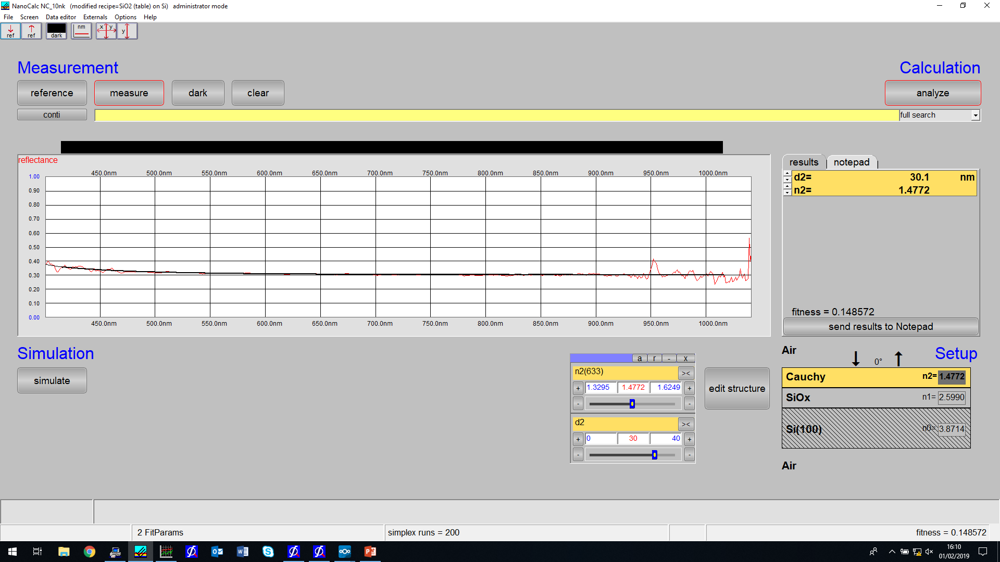 NanoCalc NC_10nk (modified recipe=SiO2 (table) on Si) administrator mode
File Screen Data editor Externals Options Help
ref ref dark nm x y y
Measurement
Calculation
reference measure dark clear
analyze
conti
full search
reflectance
450.0nm 500.0nm 550.0nm 600.0nm 650.0nm 700.0nm 750.0nm 800.0nm 850.0nm 900.0nm 950.0nm 1000.0nm
1.00
0.90
0.80
0.70
0.60
0.50
0.40
0.30
0.20
0.10
0.00
450.0nm 500.0nm 550.0nm 600.0nm 650.0nm 700.0nm 750.0nm 800.0nm 850.0nm 900.0nm 950.0nm 1000.0nm
results notepad
d2= 30.1 nm
n2= 1.4772
fitness = 0.148572
send results to Notepad
Simulation
simulate
a r - x
n2(633) ><
+ 1.3295 1.4772 1.6249 +
- -
d2 ><
+ 0 30 40 +
- -
edit structure
Air
0°
Setup
Cauchy n2= 1.4772
SiOx n1= 2.5990
Si(100) n0= 3.8714
Air
2 FitParams
simplex runs = 200
fitness = 0.148572
16:10
01/02/2019